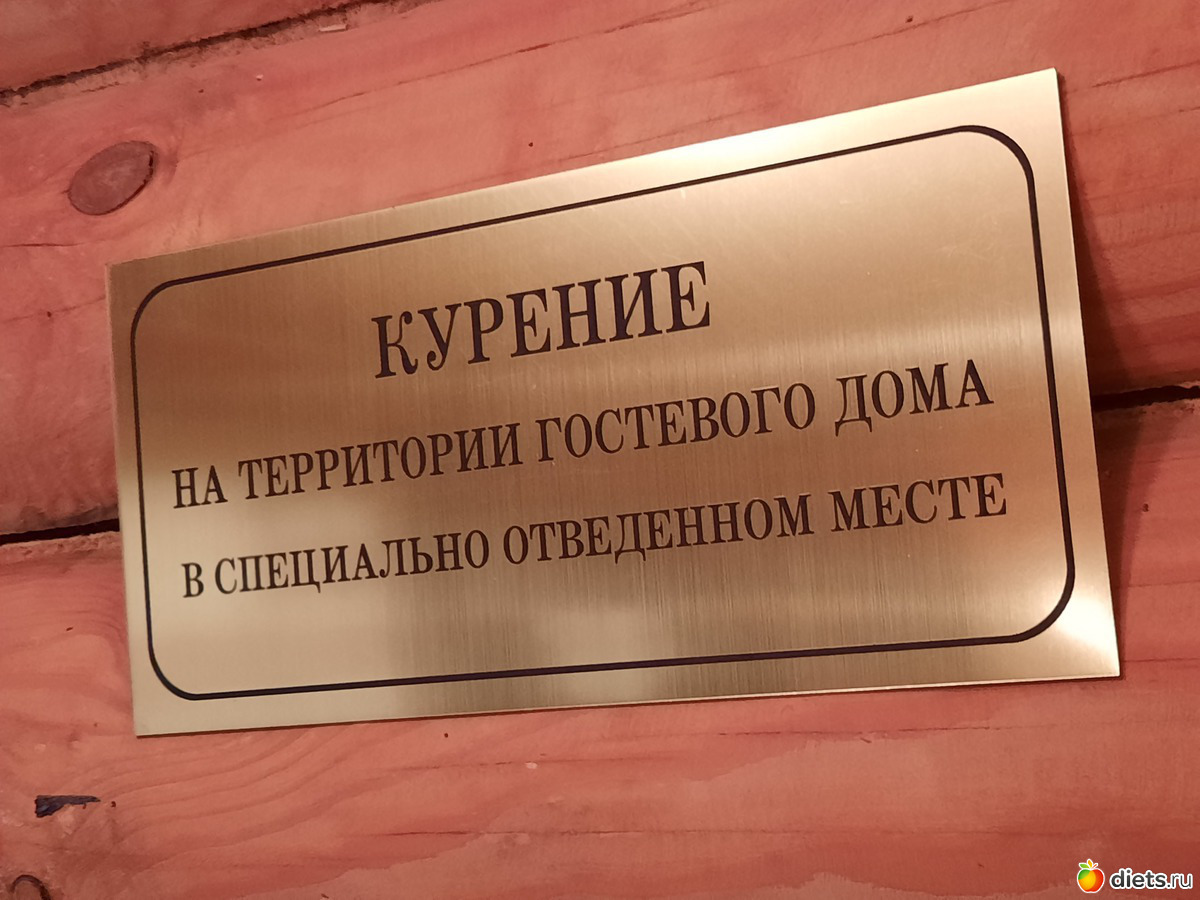 КУРЕНИЕ
НА ТЕРРИТОРИИ ГОСТЕВОГО ДОМА
В СПЕЦИАЛЬНО ОТВЕДЕННОМ МЕСТЕ
diets.ru